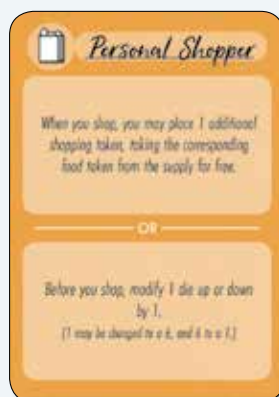 Personal Shopper
When you shop, you may place 1 additional
shopping token, taking the corresponding
food token from the supply for free.
OR
Before you shop, modify 1 die up or down
by 1.
(1 may be changed to a 6, and 6 to a 1.)